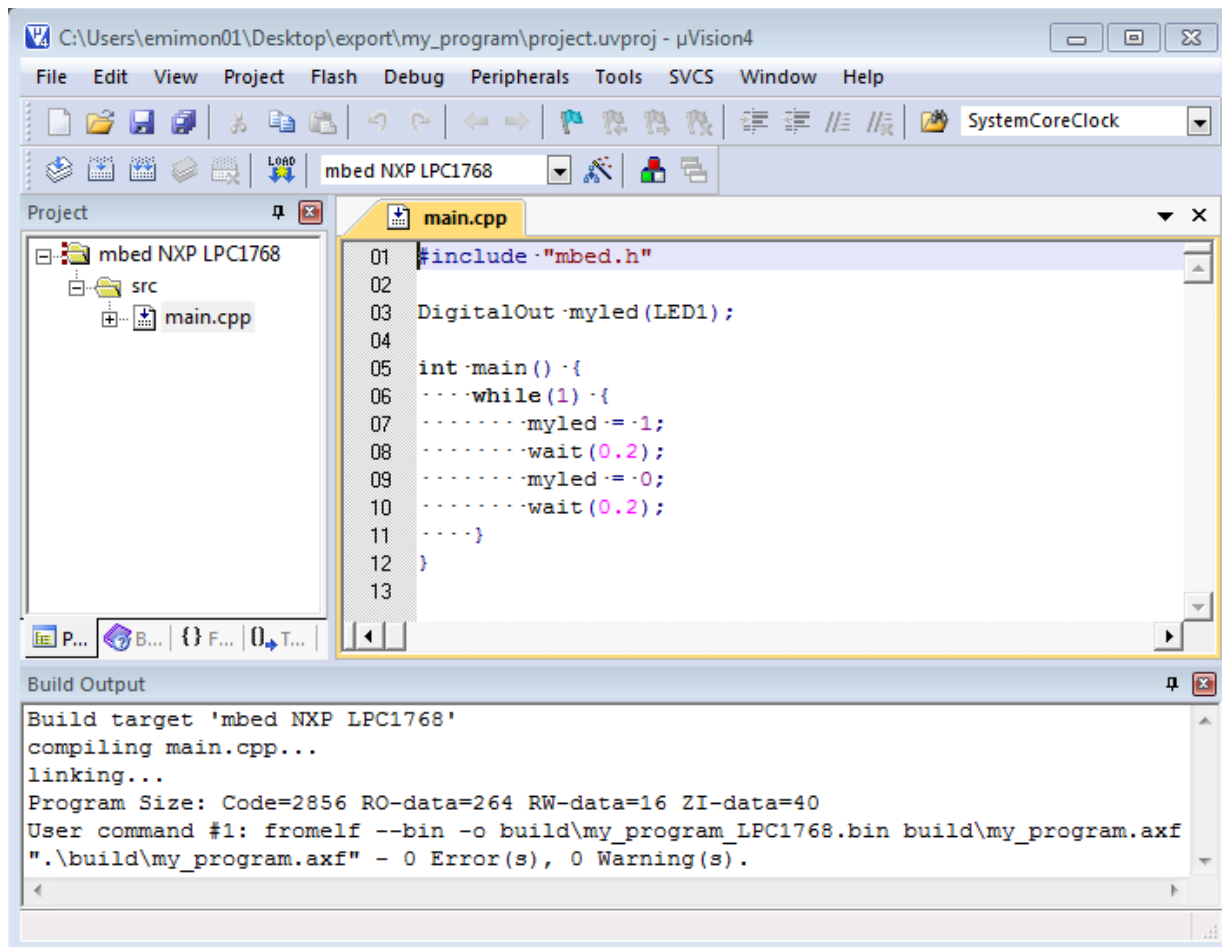 C:\Users\emimon01\Desktop\export\my_program\project.uvproj - µVision4
File Edit View Project Flash Debug Peripherals Tools SVCS Window Help
SystemCoreClock
LOAD
mbed NXP LPC1768
Project
main.cpp
mbed NXP LPC1768
src
main.cpp
01 #include "mbed.h"
02
03 DigitalOut myled(LED1);
04
05 int main() {
06     while(1) {
07         myled = 1;
08         wait(0.2);
09         myled = 0;
10         wait(0.2);
11     }
12 }
13
P... B... {} F... 0 T...
Build Output
Build target 'mbed NXP LPC1768'
compiling main.cpp...
linking...
Program Size: Code=2856 RO-data=264 RW-data=16 ZI-data=40
User command #1: fromelf --bin -o build\my_program_LPC1768.bin build\my_program.axf
".\build\my_program.axf" - 0 Error(s), 0 Warning(s).